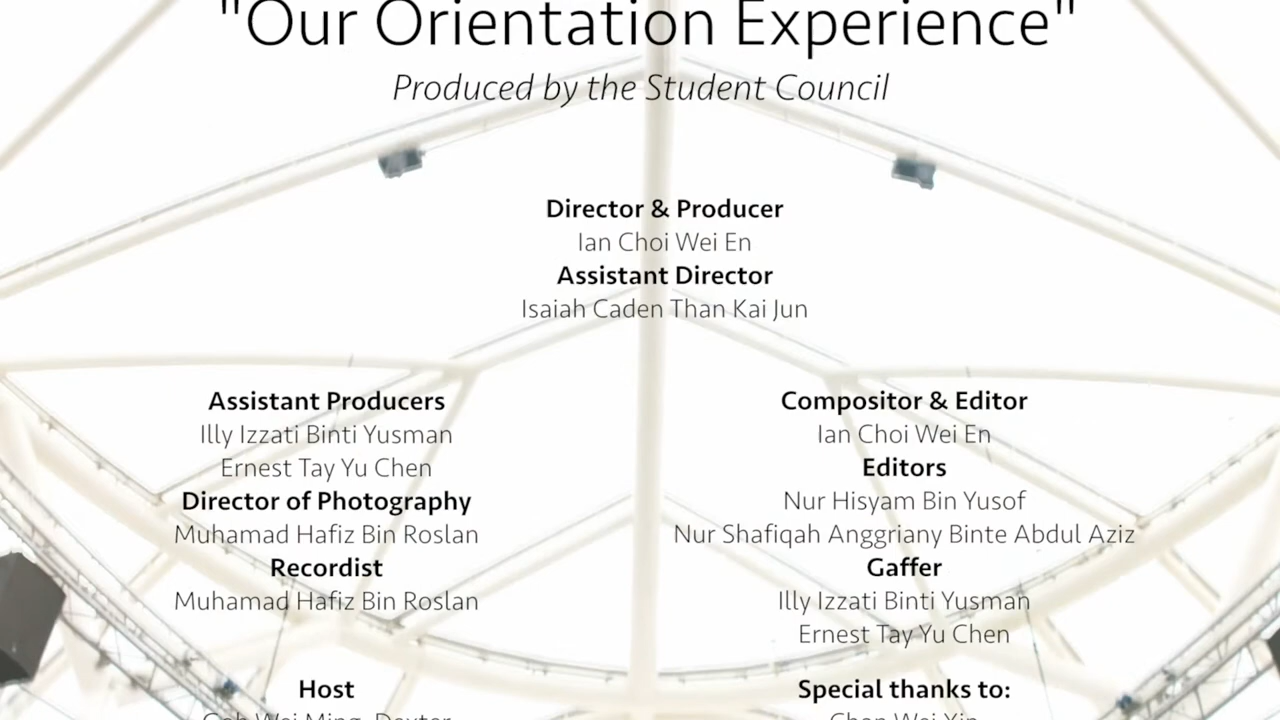 "Our Orientation Experience"
Produced by the Student Council
Director & Producer
Ian Choi Wei En
Assistant Director
Isaiah Caden Than Kai Jun
Assistant Producers
Illy Izzati Binti Yusman
Ernest Tay Yu Chen
Director of Photography
Muhamad Hafiz Bin Roslan
Recordist
Muhamad Hafiz Bin Roslan
Host
Compositor & Editor
Ian Choi Wei En
Editors
Nur Hisyam Bin Yusof
Nur Shafiqah Anggriany Binte Abdul Aziz
Gaffer
Illy Izzati Binti Yusman
Ernest Tay Yu Chen
Special thanks to: